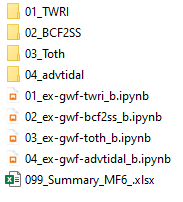 01_TWRI
02_BCF2SS
03_Toth
04_advtidal
01_ex-gwf-twri_b.ipynb
02_ex-gwf-bcf2ss_b.ipynb
03_ex-gwf-toth_b.ipynb
04_ex-gwf-advtidal_b.ipynb
099_Summary_MF6_.xlsx